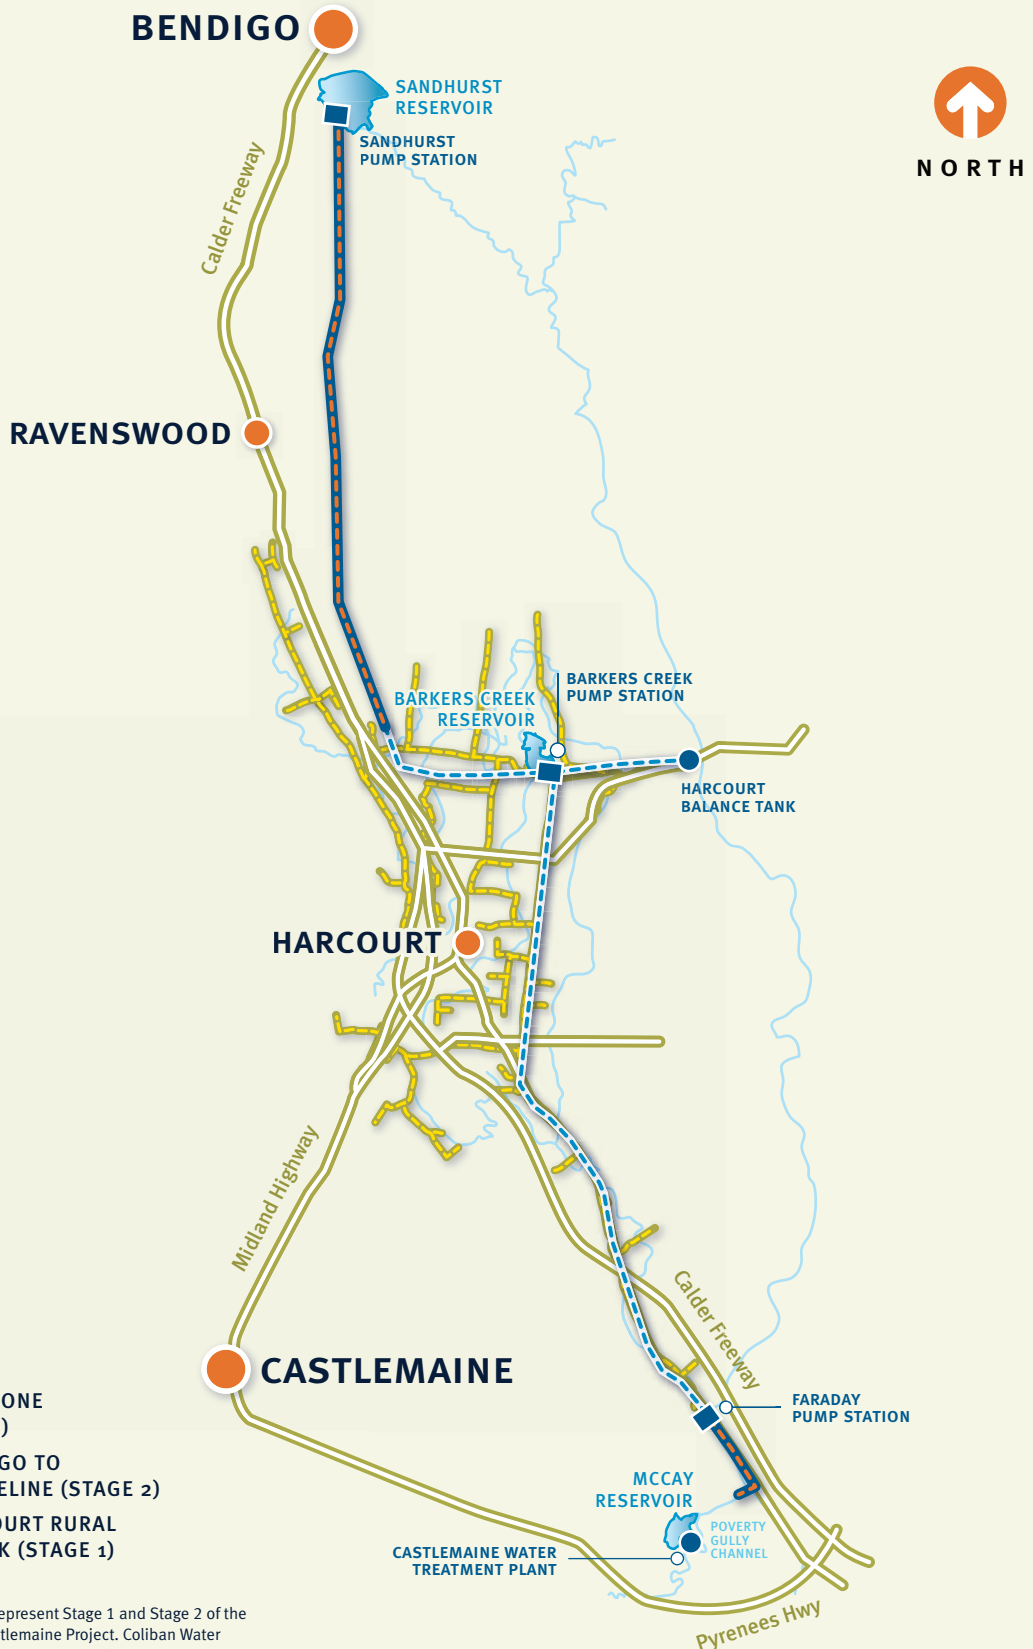 BENDIGO
SANDHURST
RESERVOIR
SANDHURST
PUMP STATION
NORTH
Calder Freeway
RAVENSWOOD
BARKERS CREEK
PUMP STATION
BARKERS CREEK
RESERVOIR
HARCOURT
BALANCE TANK
HARCOURT
Midland Highway
Calder Freeway
CASTLEMAINE
ONE
)
FARADAY
PUMP STATION
GO TO
ELINE (STAGE 2)
MCCAY
RESERVOIR
OURT RURAL
K (STAGE 1)
POVERTY
GULLY
CHANNEL
CASTLEMAINE WATER
TREATMENT PLANT
Pyrenees Hwy
epresent Stage 1 and Stage 2 of the
tlemaine Project. Coliban Water